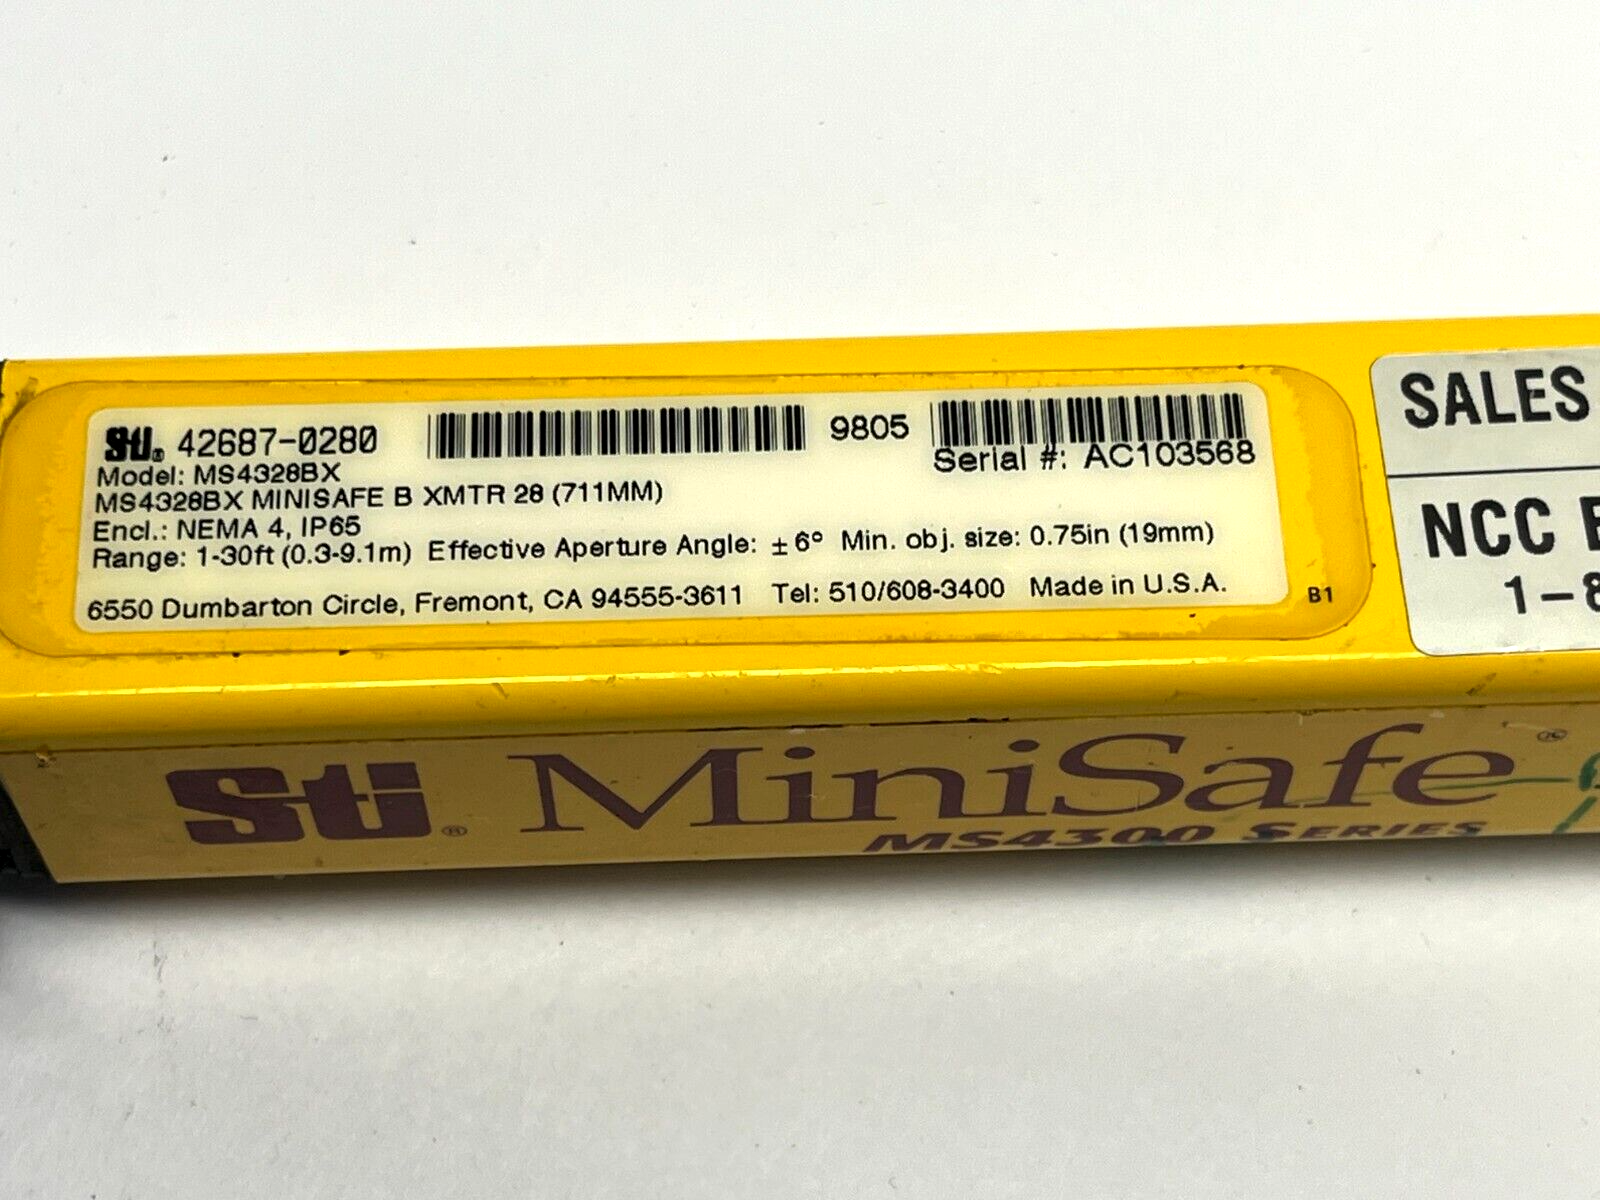 Sti® 42687-0280 9805
Serial #: AC103568
Model: MS4328BX
MS4328BX MINISAFE B XMTR 28 (711MM)
Encl.: NEMA 4, IP65
Range: 1-30ft (0.3-9.1m) Effective Aperture Angle: ± 6° Min. obj. size: 0.75in (19mm)
6550 Dumbarton Circle, Fremont, CA 94555-3611 Tel: 510/608-3400 Made in U.S.A.
B1
SALES
NCC E
1-8
Sti® MiniSafe
MS4300 SERIES